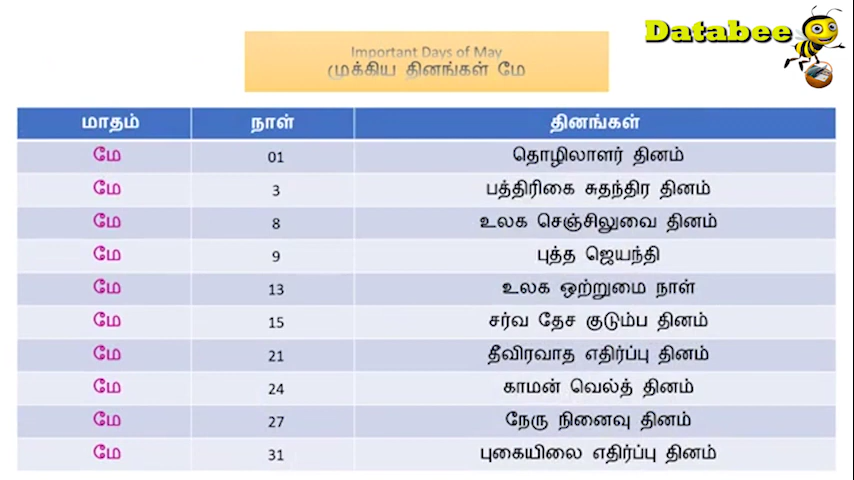 Databee
Important Days of May
முக்கிய தினங்கள் மே
மாதம் நாள் தினங்கள்
மே 01 தொழிலாளர் தினம்
மே 3 பத்திரிகை சுதந்திர தினம்
மே 8 உலக செஞ்சிலுவை தினம்
மே 9 புத்த ஜெயந்தி
மே 13 உலக ஒற்றுமை நாள்
மே 15 சர்வ தேச குடும்ப தினம்
மே 21 தீவிரவாத எதிர்ப்பு தினம்
மே 24 காமன் வெல்த் தினம்
மே 27 நேரு நினைவு தினம்
மே 31 புகையிலை எதிர்ப்பு தினம்